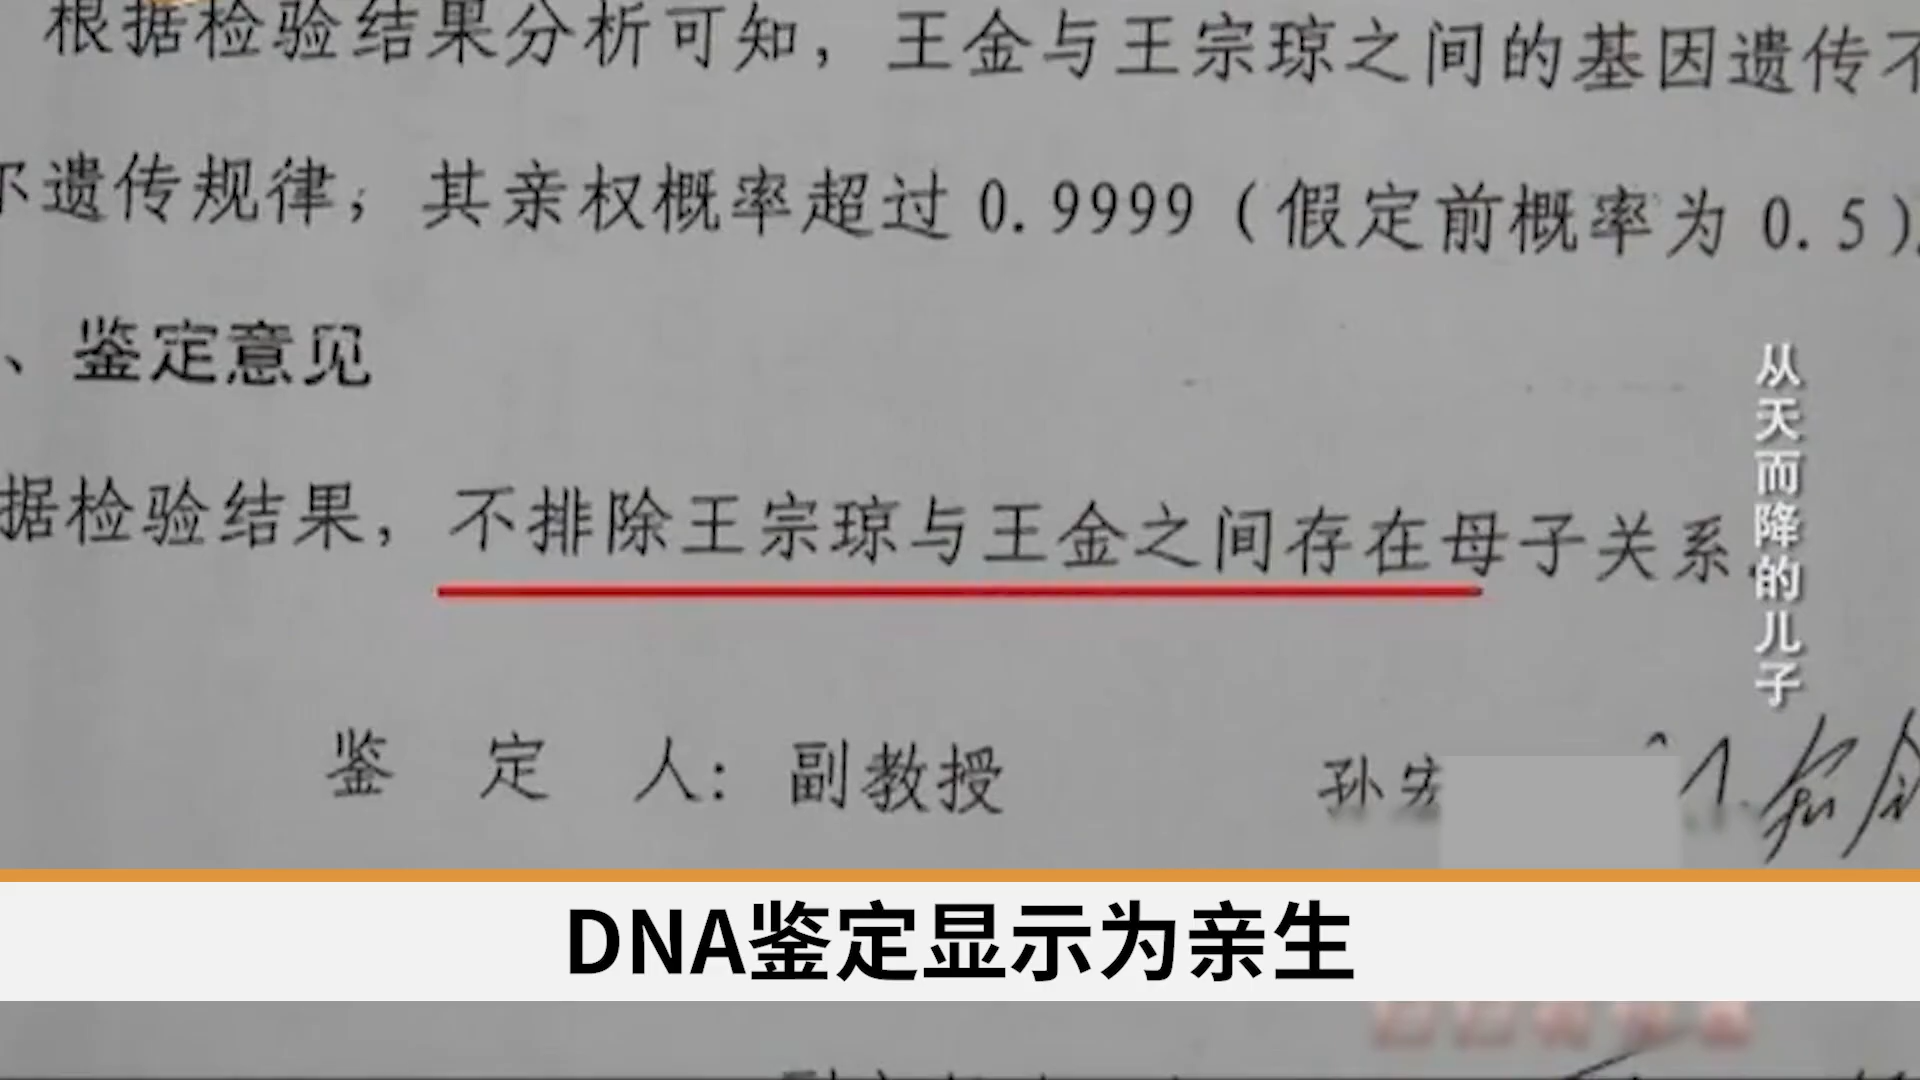 根据检验结果分析可知，王金与王宗琼之间的基因遗传不
尔遗传规律；其亲权概率超过 0.9999（假定前概率为 0.5）
、鉴定意见
据检验结果，不排除王宗琼与王金之间存在母子关系.
鉴 定 人：副教授 孙宏
从天而降的儿子
DNA鉴定显示为亲生